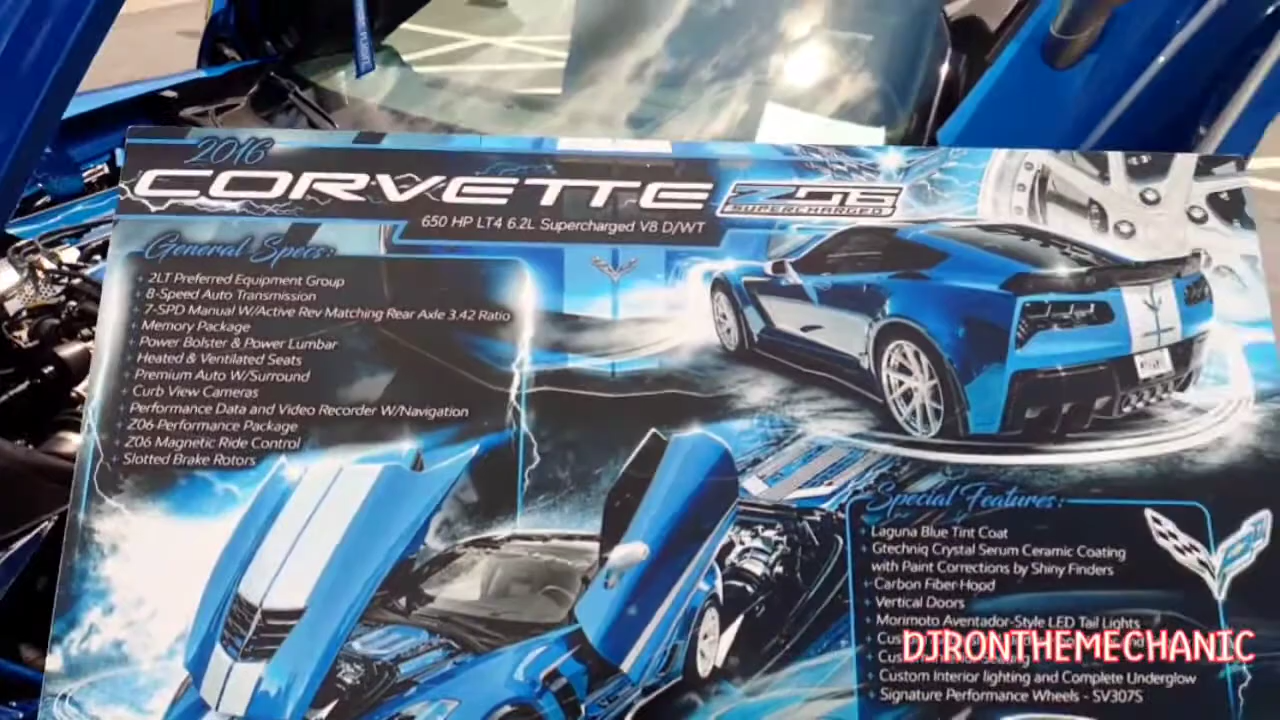 2016
CORVETTE Z06
SUPERCHARGED
650 HP LT4 6.2L Supercharged V8 D/WT
General Specs:
+ 2LT Preferred Equipment Group
+ 8-Speed Auto Transmission
+ 7-SPD Manual W/Active Rev Matching Rear Axle 3.42 Ratio
+ Memory Package
+ Power Bolster & Power Lumbar
+ Heated & Ventilated Seats
+ Premium Auto W/Surround
+ Curb View Cameras
+ Performance Data and Video Recorder W/Navigation
+ Z06 Performance Package
+ Z06 Magnetic Ride Control
+ Slotted Brake Rotors
Special Features:
+ Laguna Blue Tint Coat
+ Gtechniq Crystal Serum Ceramic Coating
with Paint Corrections by Shiny Finders
+ Carbon Fiber Hood
+ Vertical Doors
+ Morimoto Aventador-Style LED Tail Lights
DJRONTHEMECHANIC
+ Custom Interior lighting and Complete Underglow
+ Signature Performance Wheels - SV307S